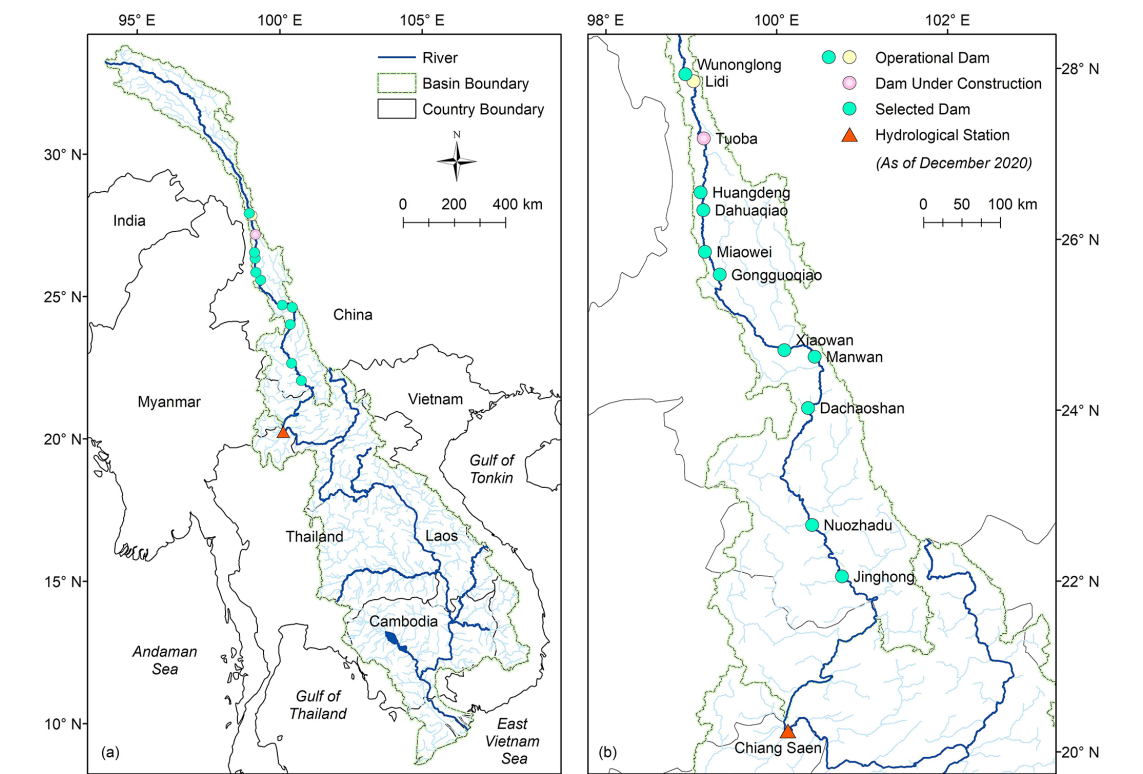 95° E
100° E
105° E
98° E
100° E
102° E
River
Basin Boundary
Country Boundary
N
0 200 400 km
30° N
25° N
20° N
15° N
10° N
India
China
Myanmar
Vietnam
Gulf of
Tonkin
Thailand
Laos
Cambodia
Andaman
Sea
Gulf of
Thailand
East
Vietnam
Sea
(a)
Operational Dam
Dam Under Construction
Selected Dam
Hydrological Station
(As of December 2020)
0 50 100 km
28° N
26° N
24° N
22° N
20° N
Wunonglong
Lidi
Tuoba
Huangdeng
Dahuaqiao
Miaowei
Gongguoqiao
Xiaowan
Manwan
Dachaoshan
Nuozhadu
Jinghong
Chiang Saen
(b)